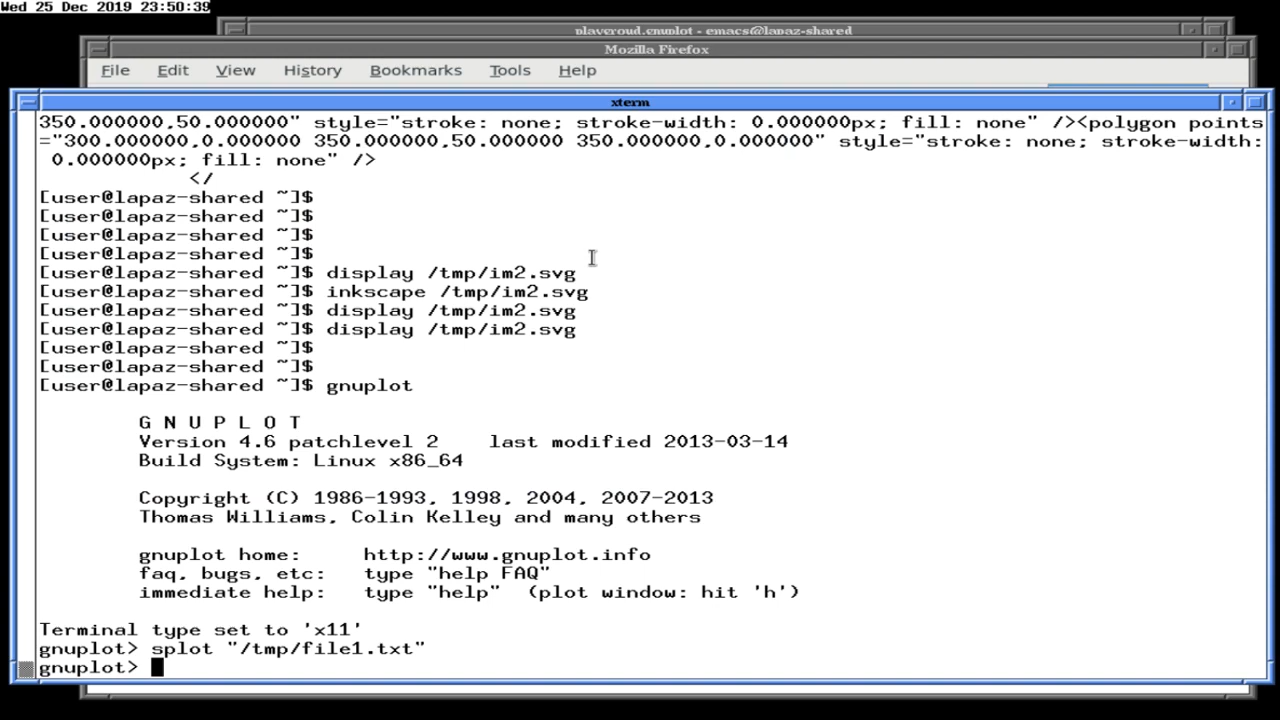 Wed 25 Dec 2019 23:50:39
playgroud.gnuplot - emacs@lapaz-shared
Mozilla Firefox
File Edit View History Bookmarks Tools Help
xterm
350.000000,50.000000" style="stroke: none; stroke-width: 0.000000px; fill: none" /><polygon points
="300.000000,0.000000 350.000000,50.000000 350.000000,0.000000" style="stroke: none; stroke-width:
0.000000px; fill: none" />
</
[user@lapaz-shared ~]$
[user@lapaz-shared ~]$
[user@lapaz-shared ~]$
[user@lapaz-shared ~]$
[user@lapaz-shared ~]$ display /tmp/im2.svg
[user@lapaz-shared ~]$ inkscape /tmp/im2.svg
[user@lapaz-shared ~]$ display /tmp/im2.svg
[user@lapaz-shared ~]$ display /tmp/im2.svg
[user@lapaz-shared ~]$
[user@lapaz-shared ~]$
[user@lapaz-shared ~]$ gnuplot
G N U P L O T
Version 4.6 patchlevel 2    last modified 2013-03-14
Build System: Linux x86_64
Copyright (C) 1986-1993, 1998, 2004, 2007-2013
Thomas Williams, Colin Kelley and many others
gnuplot home:     http://www.gnuplot.info
faq, bugs, etc:   type "help FAQ"
immediate help:   type "help"  (plot window: hit 'h')
Terminal type set to 'x11'
gnuplot> splot "/tmp/file1.txt"
gnuplot>